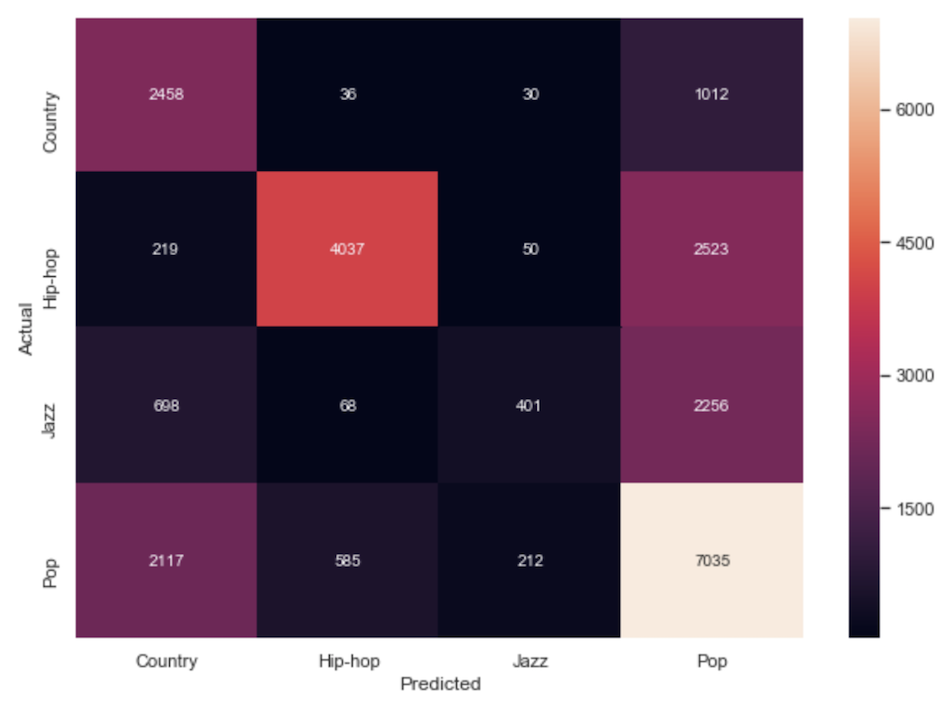 2458 36 30 1012
6000
Country
219 4037 50 2523
4500
Hip-hop
Actual
3000
698 68 401 2256
Jazz
1500
2117 585 212 7035
Pop
Country Hip-hop Jazz Pop
Predicted